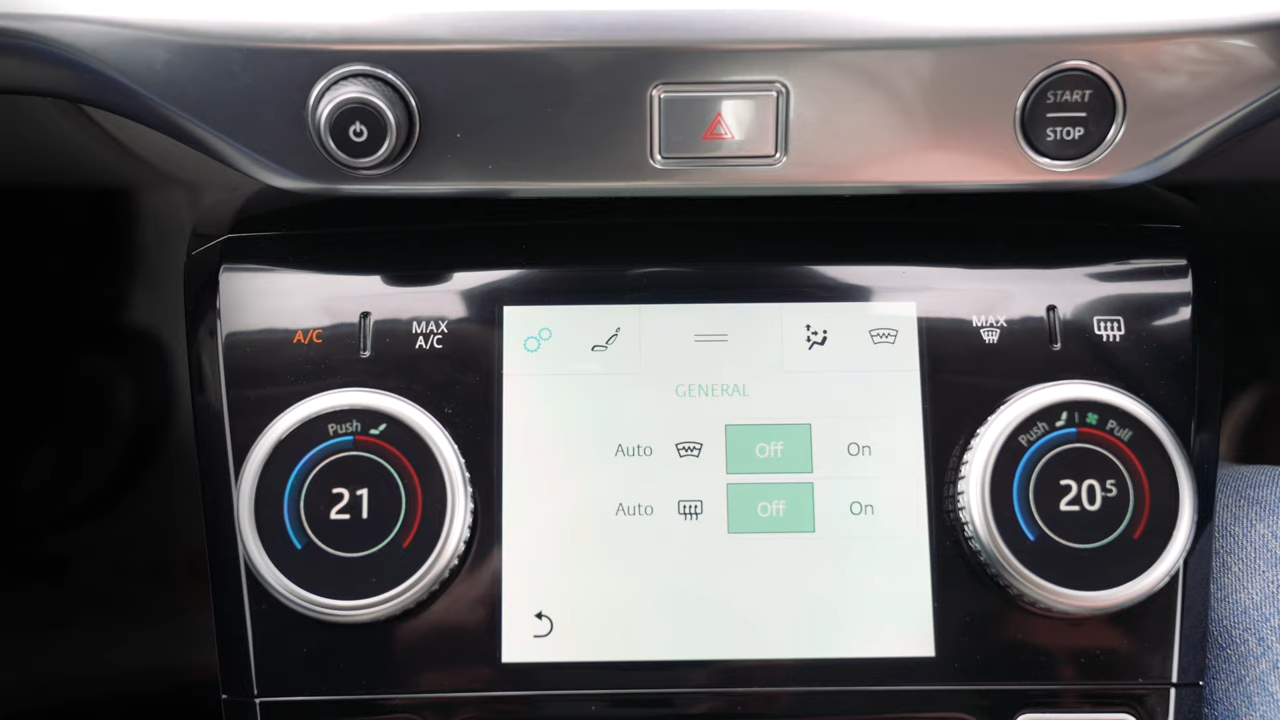 START
STOP
A/C
MAX
A/C
MAX
GENERAL
Auto Off On
Auto Off On
Push
21
Push Pull
20.5